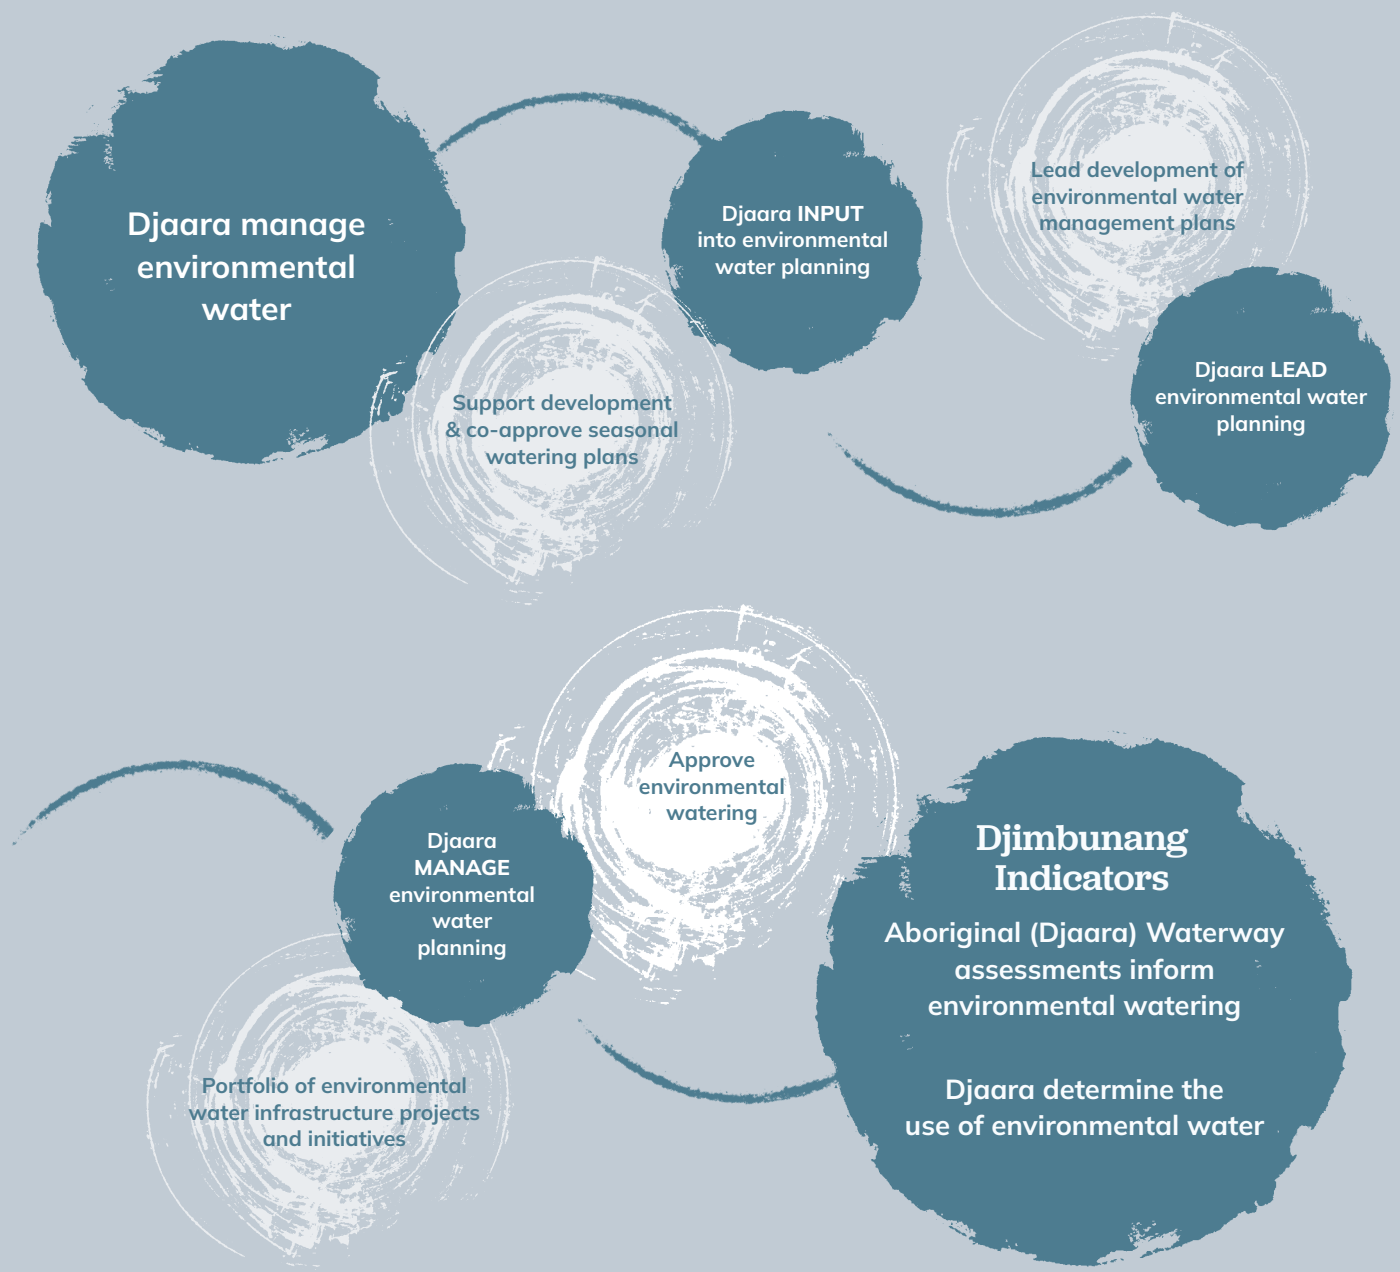 Djaara manage
environmental
water
Djaara INPUT
into environmental
water planning
Lead development of
environmental water
management plans
Support development
& co-approve seasonal
watering plans
Djaara LEAD
environmental water
planning
Approve
environmental
watering
Djaara
MANAGE
environmental
water
planning
Portfolio of environmental
water infrastructure projects
and initiatives
Djimbunang
Indicators
Aboriginal (Djaara) Waterway
assessments inform
environmental watering
Djaara determine the
use of environmental water